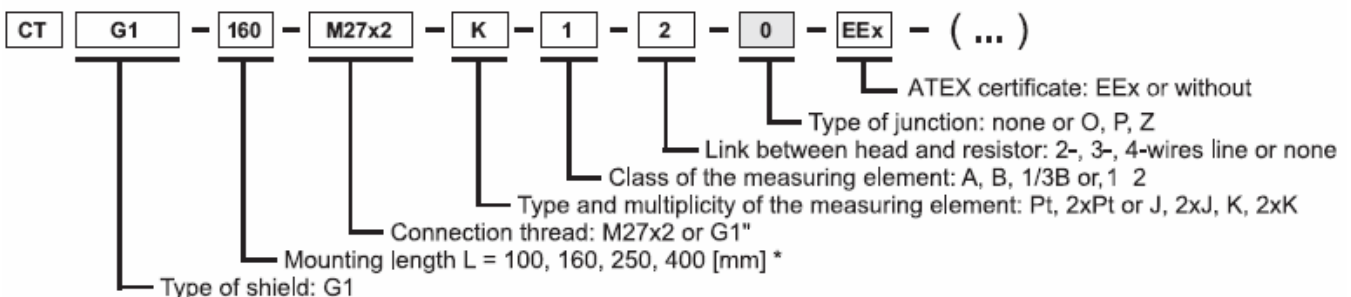 CT G1 - 160 - M27x2 - K - 1 - 2 - 0 - EEx - (...)
ATEX certificate: EEx or without
Type of junction: none or O, P, Z
Link between head and resistor: 2-, 3-, 4-wires line or none
Class of the measuring element: A, B, 1/3B or,1 2
Type and multiplicity of the measuring element: Pt, 2xPt or J, 2xJ, K, 2xK
Connection thread: M27x2 or G1"
Mounting length L = 100, 160, 250, 400 [mm] *
Type of shield: G1